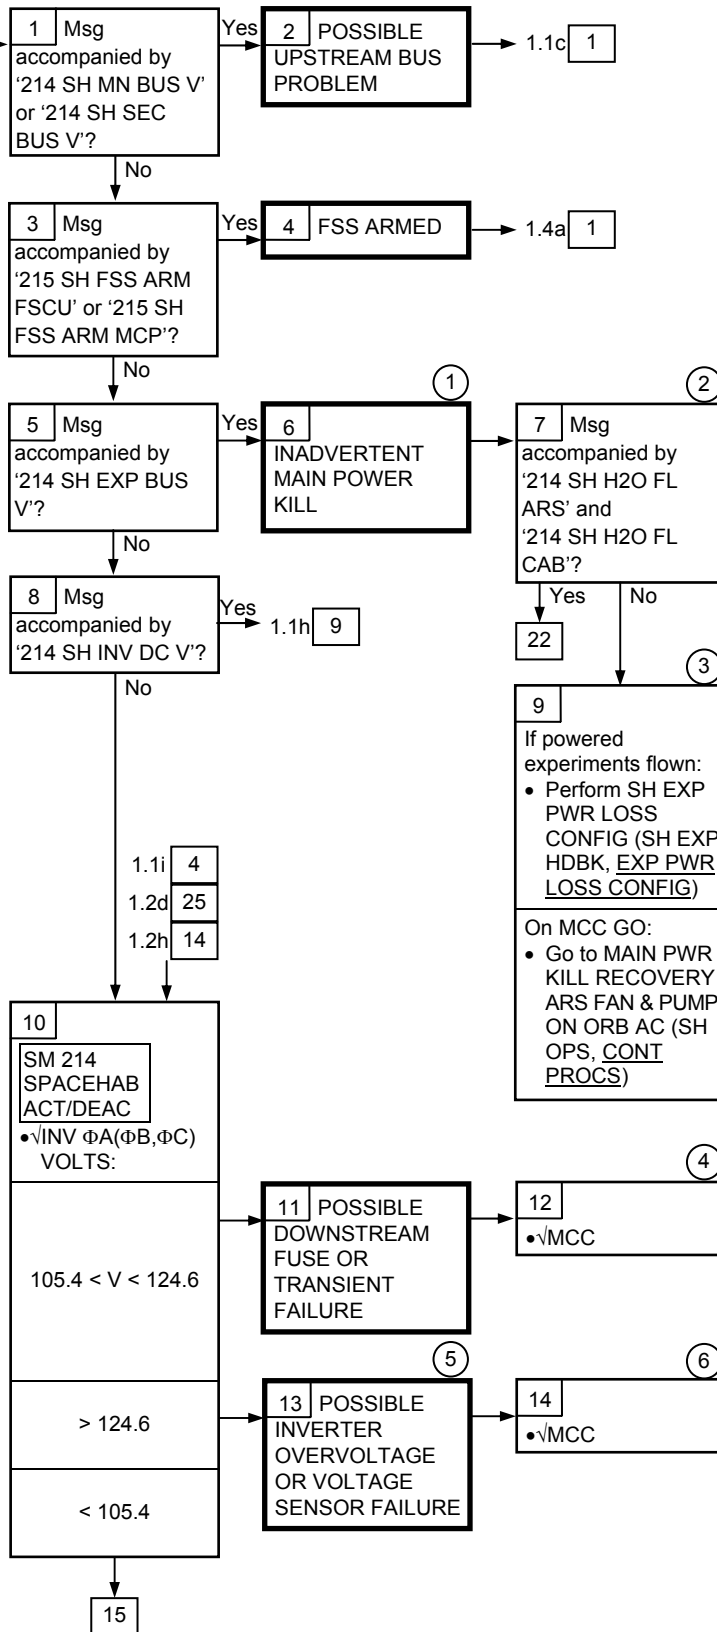 1 Msg
accompanied by
‘214 SH MN BUS V’
or ‘214 SH SEC
BUS V’?
Yes
2 POSSIBLE
UPSTREAM BUS
PROBLEM
1.1c 1
No
3 Msg
accompanied by
‘215 SH FSS ARM
FSCU’ or ‘215 SH
FSS ARM MCP’?
Yes
4 FSS ARMED
1.4a 1
No
5 Msg
accompanied by
‘214 SH EXP BUS
V’?
Yes
1
6
INADVERTENT
MAIN POWER
KILL
2
7 Msg
accompanied by
‘214 SH H2O FL
ARS’ and
‘214 SH H2O FL
CAB’?
Yes
22
No
No
8 Msg
accompanied by
‘214 SH INV DC V’?
Yes
1.1h 9
No
3
9
If powered
experiments flown:
• Perform SH EXP
PWR LOSS
CONFIG (SH EXP
HDBK, EXP PWR
LOSS CONFIG)
On MCC GO:
• Go to MAIN PWR
KILL RECOVERY
ARS FAN & PUMP
ON ORB AC (SH
OPS, CONT
PROCS)
1.1i 4
1.2d 25
1.2h 14
10
SM 214
SPACEHAB
ACT/DEAC
•√INV ΦA(ΦB,ΦC)
VOLTS:
105.4 < V < 124.6
11 POSSIBLE
DOWNSTREAM
FUSE OR
TRANSIENT
FAILURE
4
12
•√MCC
> 124.6
5
13 POSSIBLE
INVERTER
OVERVOLTAGE
OR VOLTAGE
SENSOR FAILURE
6
14
•√MCC
< 105.4
15